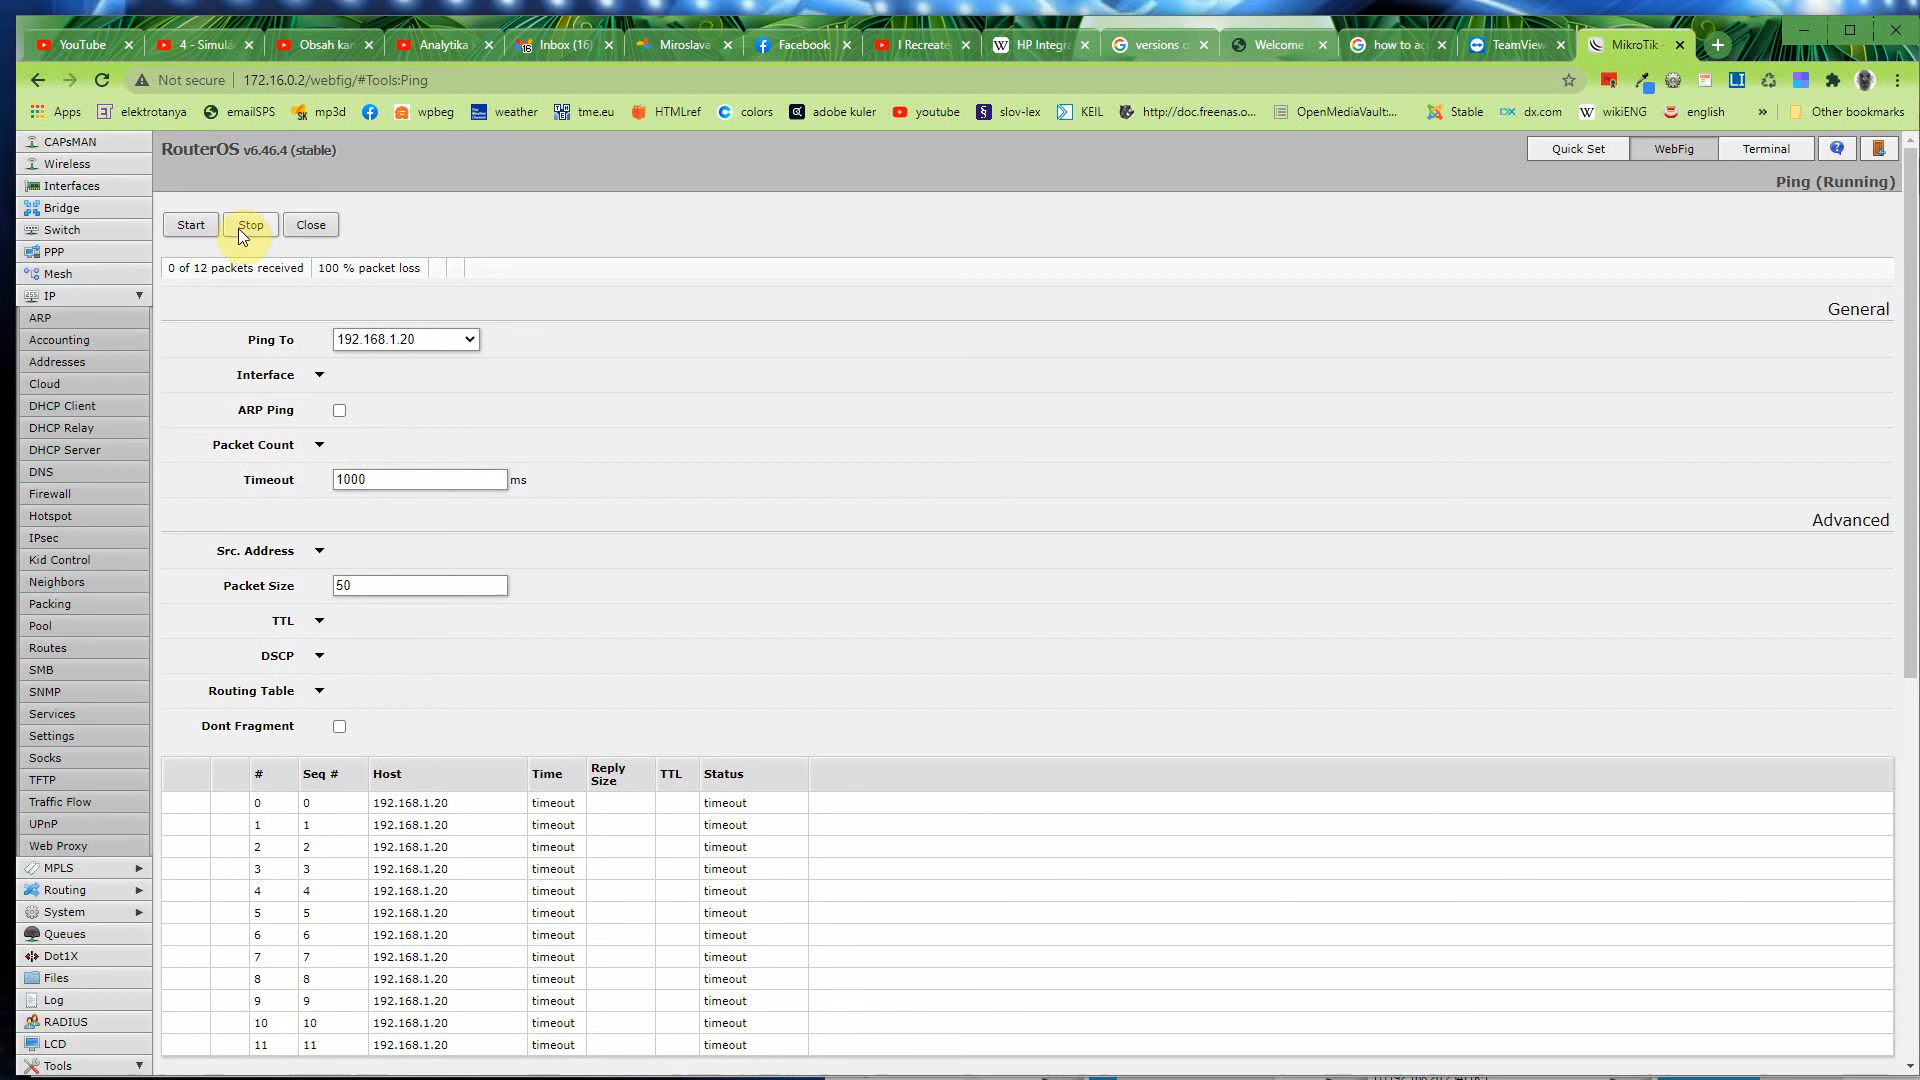 YouTube
4 - Simulá
Obsah ka
Analytika
Inbox (16)
Miroslava
Facebook
I Recreate
HP Integra
versions o
Welcome
how to ac
TeamView
MikroTik -
Not secure
172.16.0.2/webfig/#Tools:Ping
Apps
elektrotanya
emailSPS
mp3d
wpbeg
weather
tme.eu
HTMLref
colors
adobe kuler
youtube
slov-lex
KEIL
http://doc.freenas.o...
OpenMediaVault:...
Stable
dx.com
wikiENG
english
»
Other bookmarks
CAPsMAN
Wireless
Interfaces
Bridge
Switch
PPP
Mesh
IP
ARP
Accounting
Addresses
Cloud
DHCP Client
DHCP Relay
DHCP Server
DNS
Firewall
Hotspot
IPsec
Kid Control
Neighbors
Packing
Pool
Routes
SMB
SNMP
Services
Settings
Socks
TFTP
Traffic Flow
UPnP
Web Proxy
MPLS
Routing
System
Queues
Dot1X
Files
Log
RADIUS
LCD
Tools
RouterOS v6.46.4 (stable)
Quick Set
WebFig
Terminal
Ping (Running)
Start
Stop
Close
0 of 12 packets received
100 % packet loss
General
Ping To 192.168.1.20
Interface
ARP Ping
Packet Count
Timeout 1000 ms
Advanced
Src. Address
Packet Size 50
TTL
DSCP
Routing Table
Dont Fragment
# Seq # Host Time Reply Size TTL Status
0 0 192.168.1.20 timeout timeout
1 1 192.168.1.20 timeout timeout
2 2 192.168.1.20 timeout timeout
3 3 192.168.1.20 timeout timeout
4 4 192.168.1.20 timeout timeout
5 5 192.168.1.20 timeout timeout
6 6 192.168.1.20 timeout timeout
7 7 192.168.1.20 timeout timeout
8 8 192.168.1.20 timeout timeout
9 9 192.168.1.20 timeout timeout
10 10 192.168.1.20 timeout timeout
11 11 192.168.1.20 timeout timeout